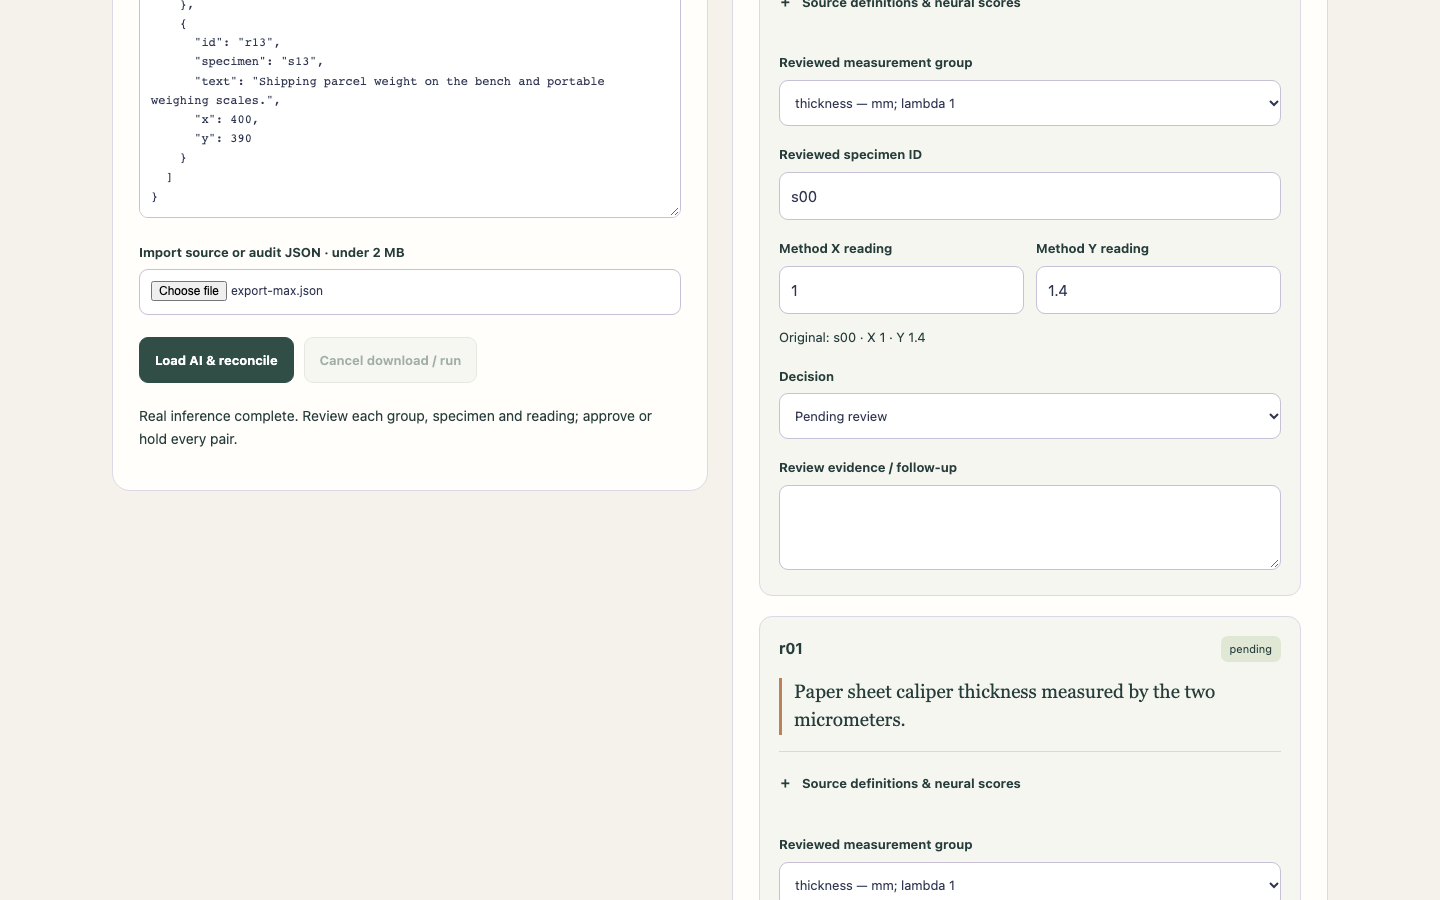 },
{
"id": "r13",
"specimen": "s13",
"text": "Shipping parcel weight on the bench and portable
weighing scales.",
"x": 400,
"y": 390
}
]
}
Import source or audit JSON · under 2 MB
Choose file export-max.json
Load AI & reconcile
Cancel download / run
Real inference complete. Review each group, specimen and reading; approve or
hold every pair.
+ Source definitions & neural scores
Reviewed measurement group
thickness — mm; lambda 1
Reviewed specimen ID
s00
Method X reading
Method Y reading
1
1.4
Original: s00 · X 1 · Y 1.4
Decision
Pending review
Review evidence / follow-up
r01
pending
Paper sheet caliper thickness measured by the two
micrometers.
+ Source definitions & neural scores
Reviewed measurement group
thickness — mm; lambda 1